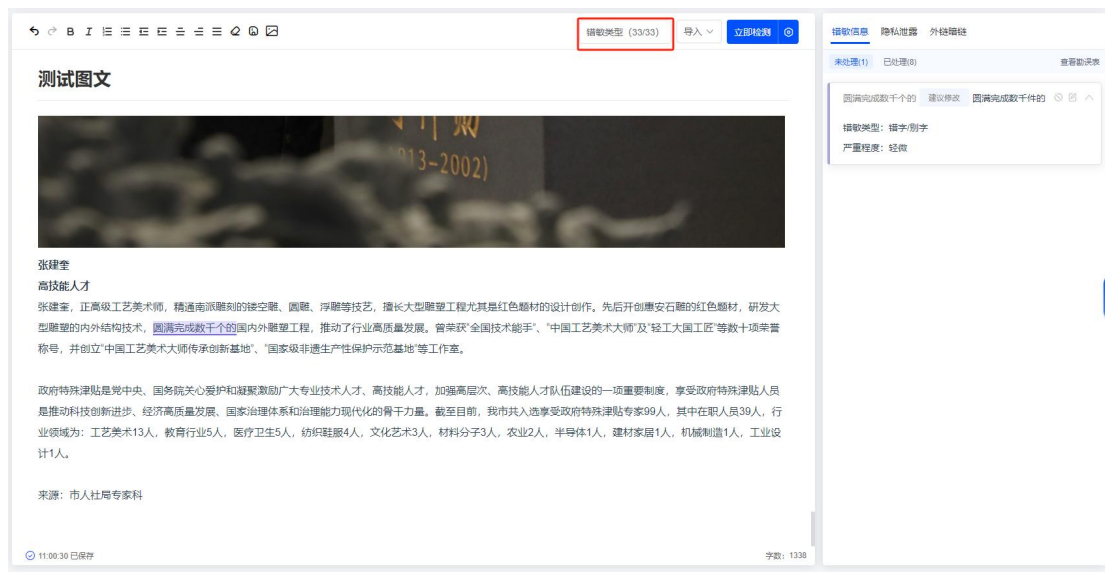 错敏类型（33/33）
导入
立即检测
错敏信息 隐私泄露 外链暗链
未处理(1) 已处理(8) 查看勘误表
测试图文
13-2002)
圆满完成数千个的 建议修改 圆满完成数千件的
错敏类型：错字/别字
严重程度：轻微
张建奎
高技能人才
张建奎，正高级工艺美术师，精通南派雕刻的镂空雕、圆雕、浮雕等技艺，擅长大型雕塑工程尤其是红色题材的设计创作。先后开创惠安石雕的红色题材，研发大
型雕塑的内外结构技术，圆满完成数千个的国内外雕塑工程，推动了行业高质量发展。曾荣获“全国技术能手”、“中国工艺美术大师”及“轻工大国工匠”等数十项荣誉
称号，并创立“中国工艺美术大师传承创新基地”、“国家级非遗生产性保护示范基地”等工作室。
政府特殊津贴是党中央、国务院关心爱护和凝聚激励广大专业技术人才、高技能人才，加强高层次、高技能人才队伍建设的一项重要制度，享受政府特殊津贴人员
是推动科技创新进步、经济高质量发展、国家治理体系和治理能力现代化的骨干力量。截至目前，我市共入选享受政府特殊津贴专家99人，其中在职人员39人，行
业领域为：工艺美术13人，教育行业5人，医疗卫生5人，纺织鞋服4人，文化艺术3人，材料分子3人，农业2人，半导体1人，建材家居1人，机械制造1人，工业设
计1人。
来源：市人社局专家科
11:00:30 已保存
字数：1338